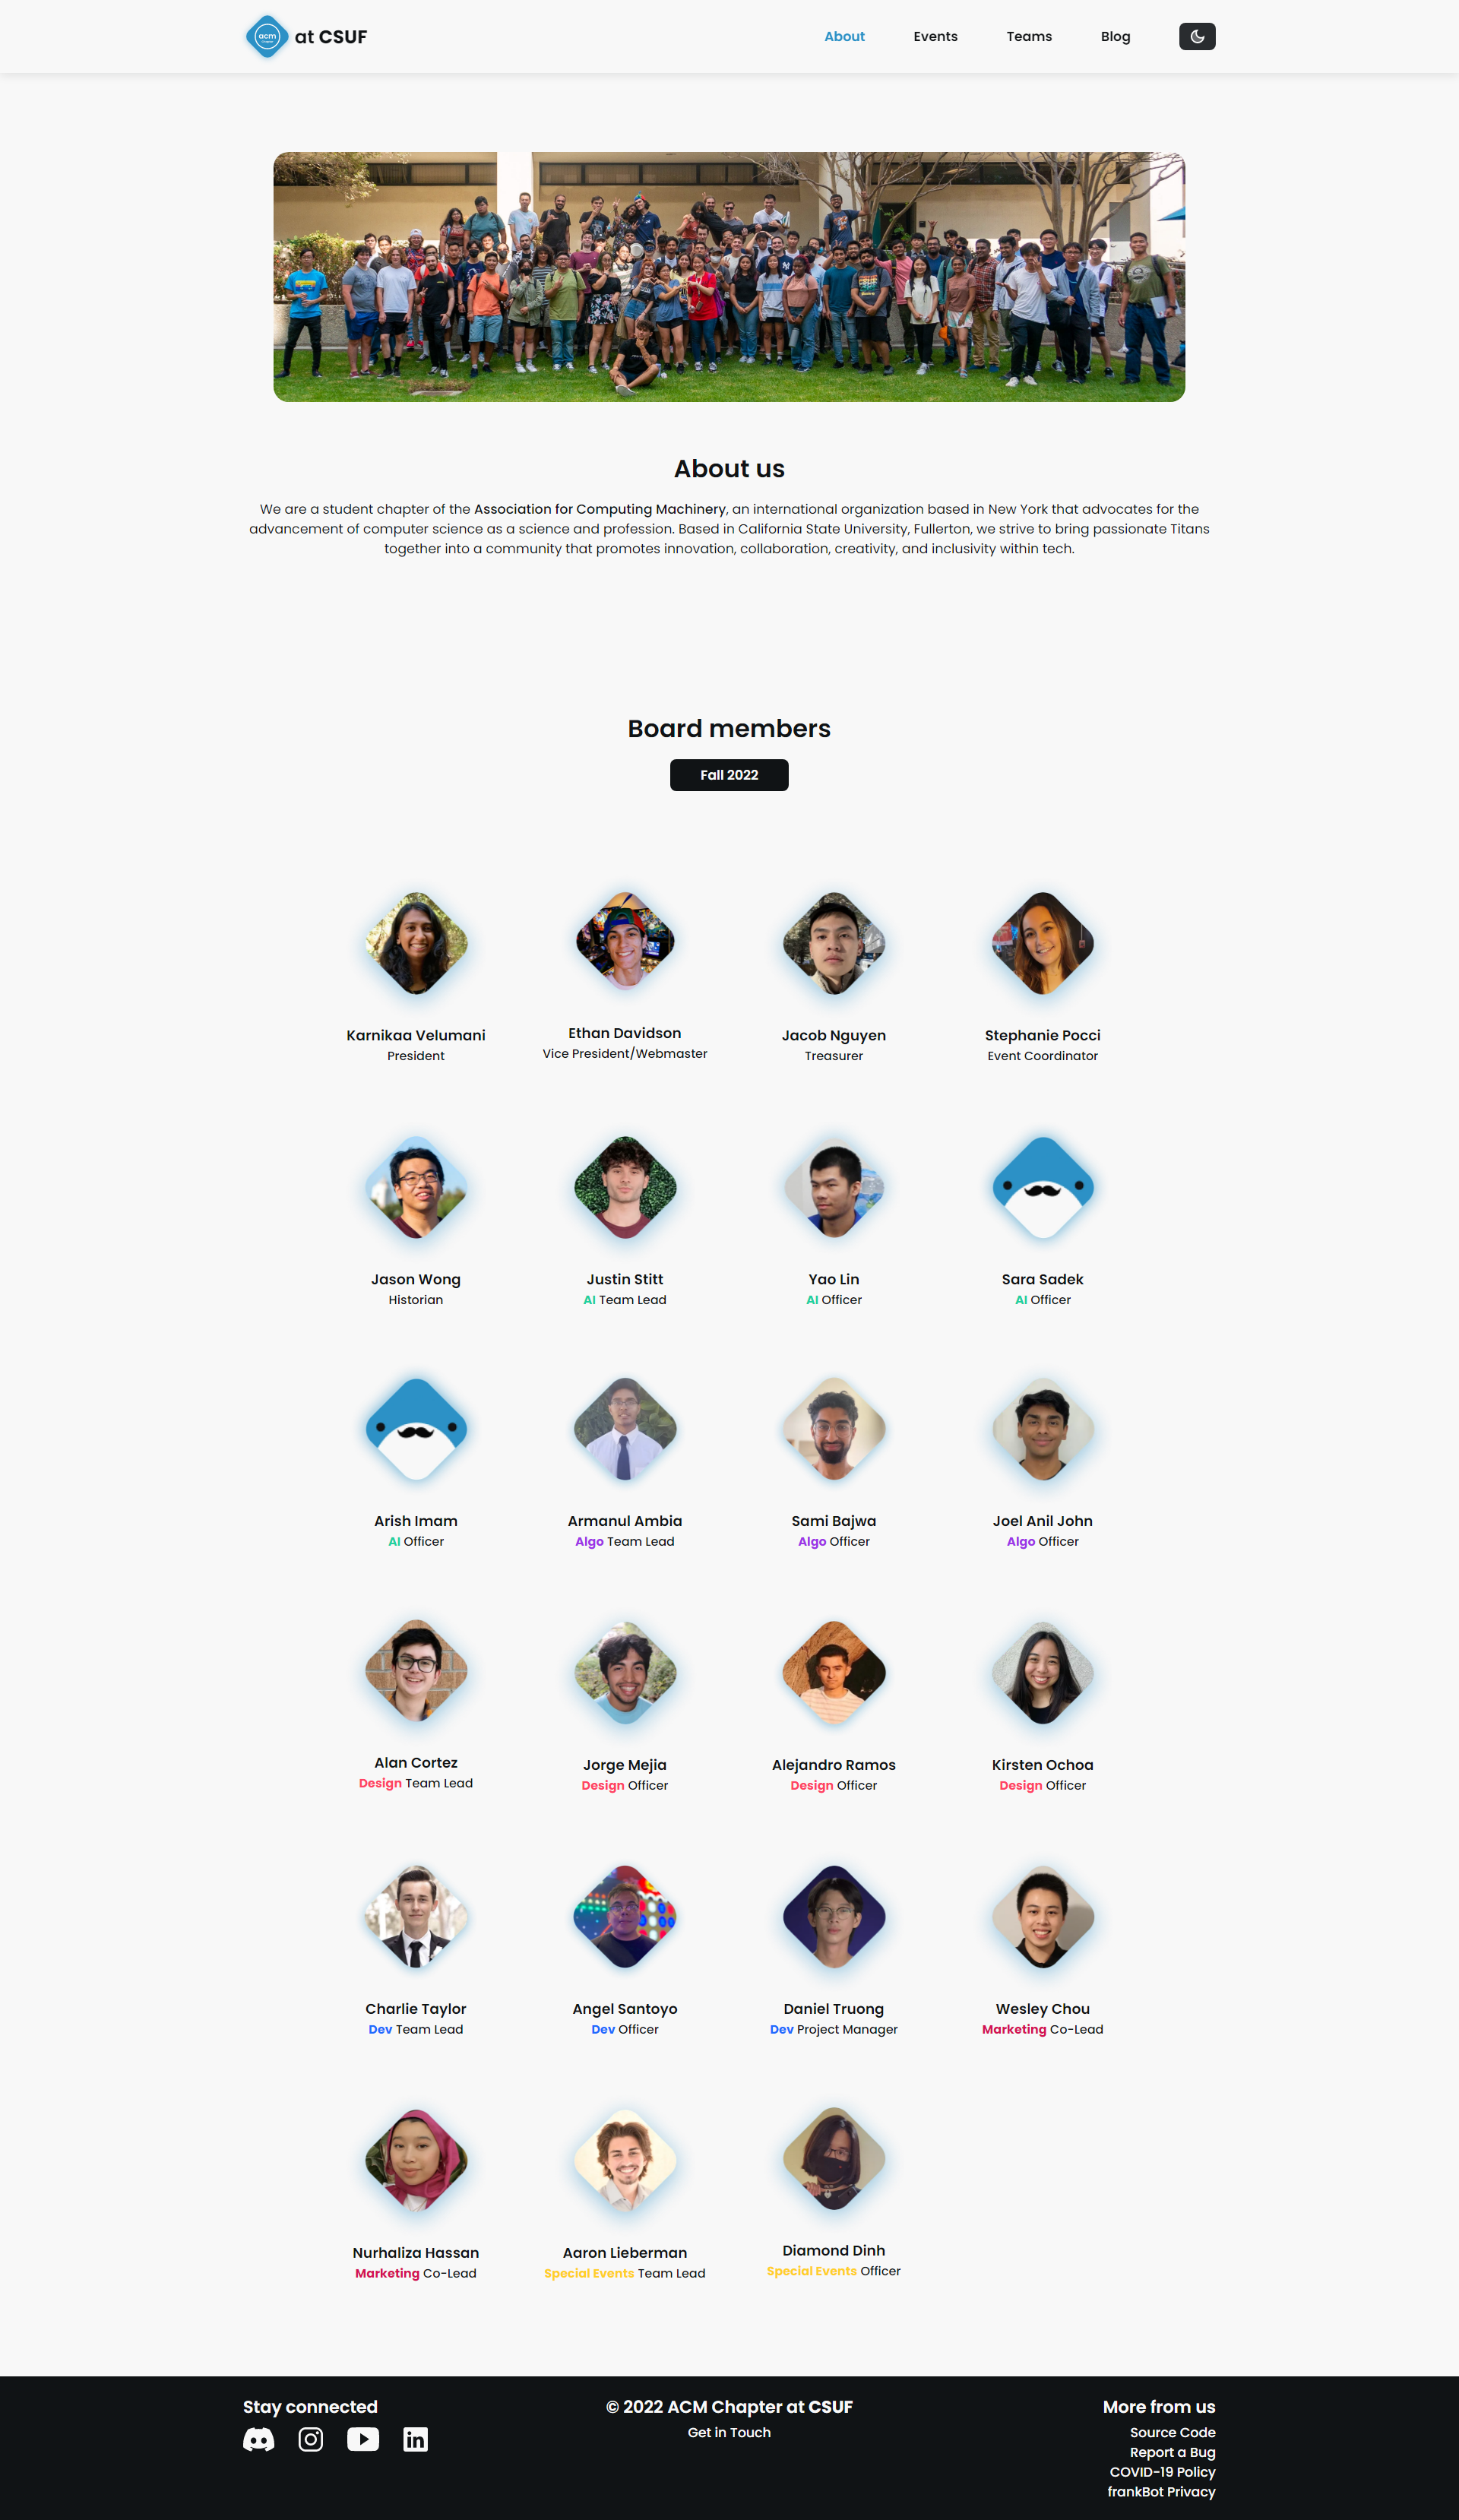 acm
at CSUF
About
Events
Teams
Blog
About us
We are a student chapter of the Association for Computing Machinery, an international organization based in New York that advocates for the
advancement of computer science as a science and profession. Based in California State University, Fullerton, we strive to bring passionate Titans
together into a community that promotes innovation, collaboration, creativity, and inclusivity within tech.
Board members
Fall 2022
Karnikaa Velumani
President
Ethan Davidson
Vice President/Webmaster
Jacob Nguyen
Treasurer
Stephanie Pocci
Event Coordinator
Jason Wong
Historian
Justin Stitt
AI Team Lead
Yao Lin
AI Officer
Sara Sadek
AI Officer
Arish Imam
AI Officer
Armanul Ambia
Algo Team Lead
Sami Bajwa
Algo Officer
Joel Anil John
Algo Officer
Alan Cortez
Design Team Lead
Jorge Mejia
Design Officer
Alejandro Ramos
Design Officer
Kirsten Ochoa
Design Officer
Charlie Taylor
Dev Team Lead
Angel Santoyo
Dev Officer
Daniel Truong
Dev Project Manager
Wesley Chou
Marketing Co-Lead
Nurhaliza Hassan
Marketing Co-Lead
Aaron Lieberman
Special Events Team Lead
Diamond Dinh
Special Events Officer
Stay connected
© 2022 ACM Chapter at CSUF
Get in Touch
More from us
Source Code
Report a Bug
COVID-19 Policy
frankBot Privacy